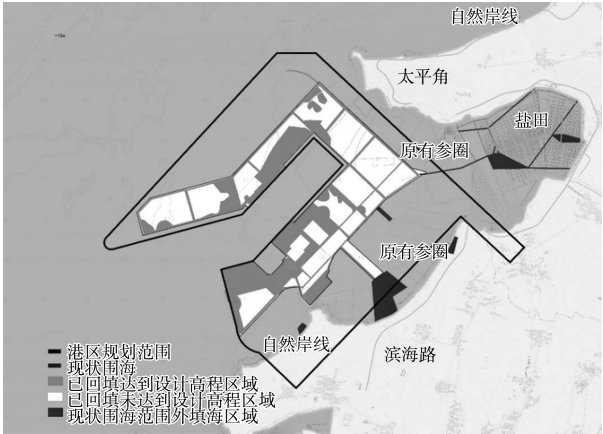 自然岸线
太平角
盐田
原有参圈
原有参圈
自然岸线
滨海路
港区规划范围
现状围海
已回填达到设计高程区域
已回填未达到设计高程区域
现状围海范围外填海区域